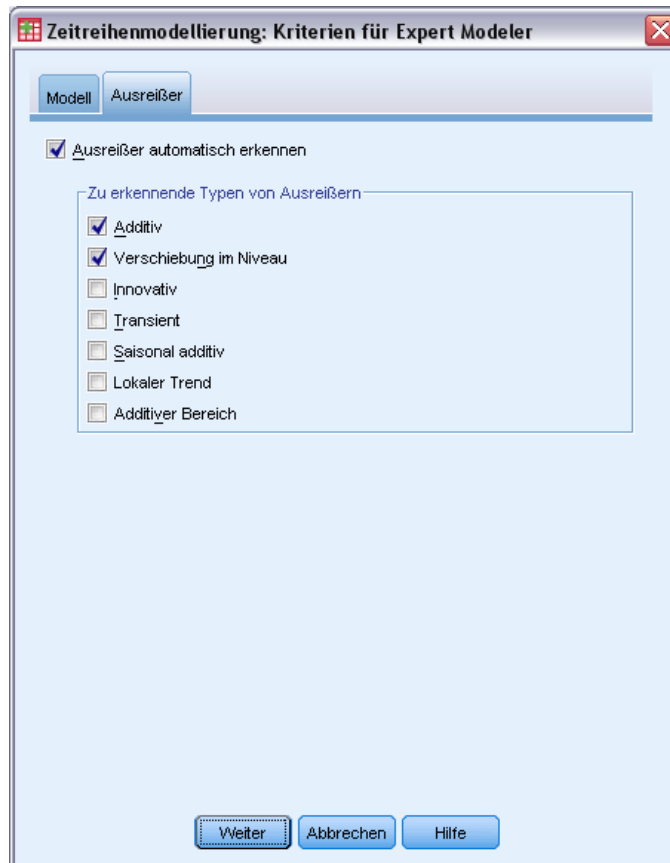 Zeitreihenmodellierung: Kriterien für Expert Modeler
Modell Ausreißer
Ausreißer automatisch erkennen
Zu erkennende Typen von Ausreißern
Additiv
Verschiebung im Niveau
Innovativ
Transient
Saisonal additiv
Lokaler Trend
Additiver Bereich
Weiter Abbrechen Hilfe